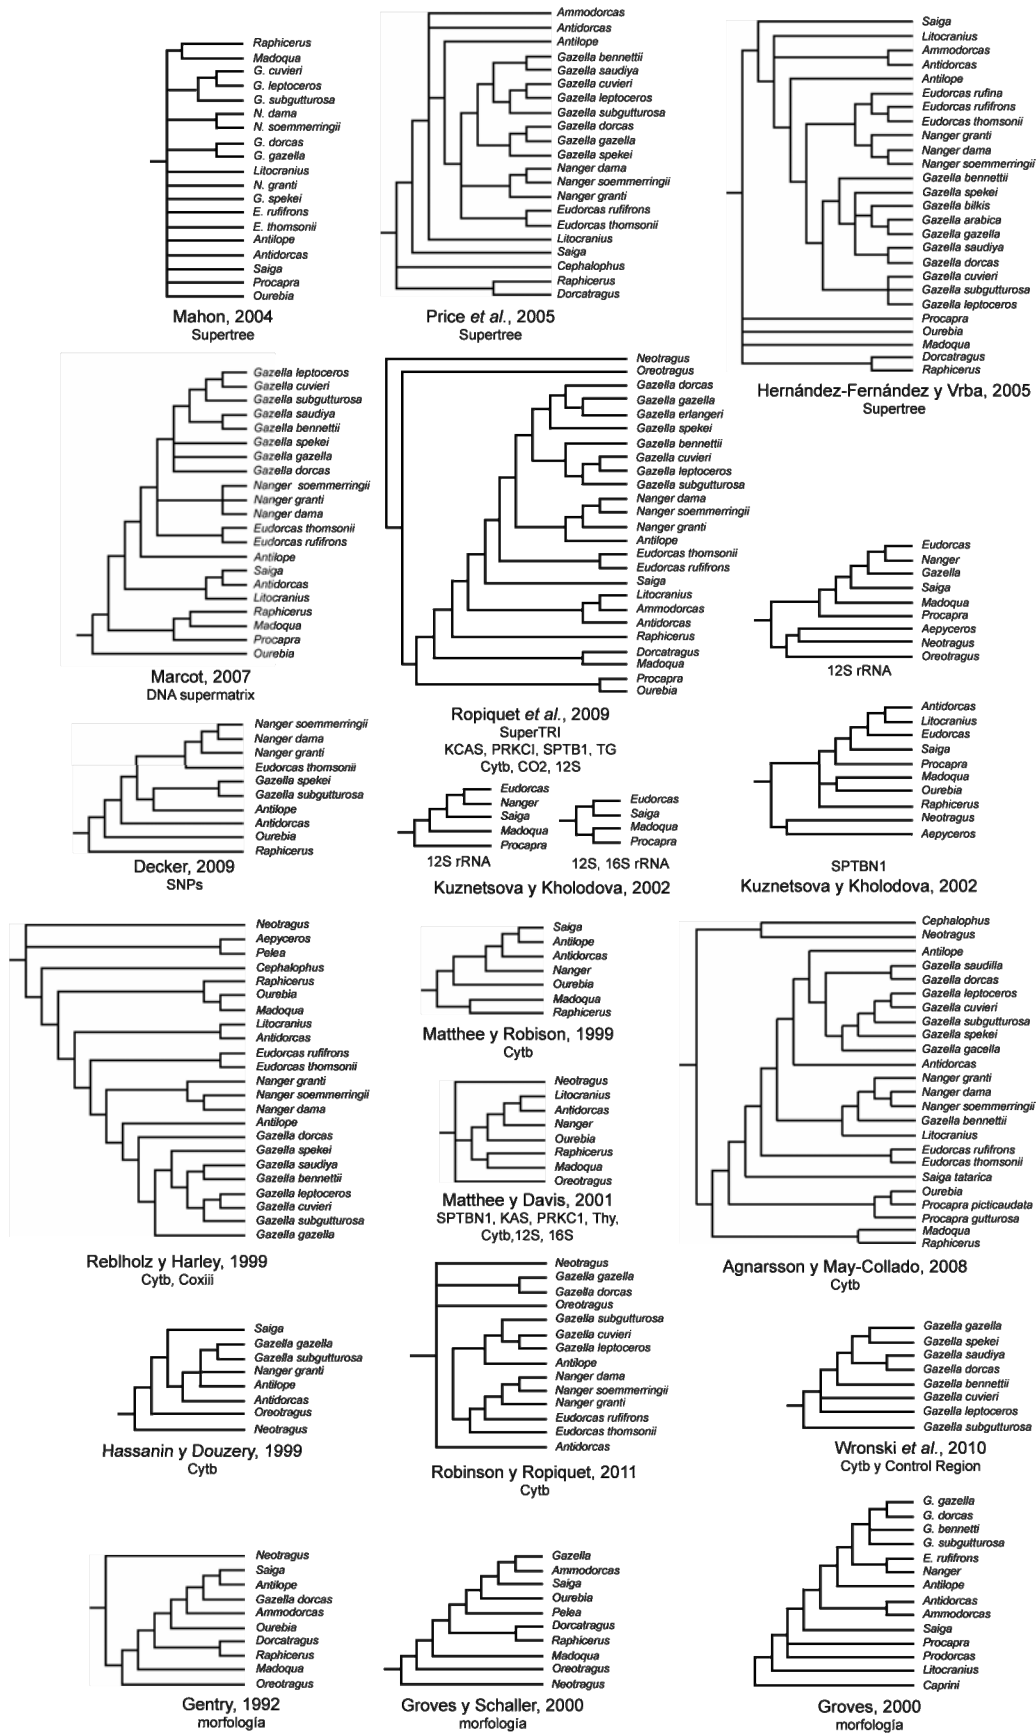 Raphicerus
Madoqua
G. cuvieri
G. leptoceros
G. subgutturosa
N. dama
N. soemmerringii
G. dorcas
G. gazella
Litocranius
N. granti
G. spekei
E. rufifrons
E. thomsonii
Antilope
Antidorcas
Saiga
Procapra
Ourebia
Mahon, 2004
Supertree
Ammodorcas
Antidorcas
Antilope
Gazella bennettii
Gazella saudiya
Gazella cuvieri
Gazella leptoceros
Gazella subgutturosa
Gazella dorcas
Gazella gazella
Gazella spekei
Nanger dama
Nanger soemmerringii
Nanger granti
Eudorcas rufifrons
Eudorcas thomsonii
Litocranius
Saiga
Cephalophus
Raphicerus
Dorcatragus
Price et al., 2005
Supertree
Saiga
Litocranius
Ammodorcas
Antidorcas
Antilope
Eudorcas rufina
Eudorcas rufifrons
Eudorcas thomsonii
Nanger granti
Nanger dama
Nanger soemmerringii
Gazella bennettii
Gazella spekei
Gazella bilkis
Gazella arabica
Gazella gazella
Gazella saudiya
Gazella dorcas
Gazella cuvieri
Gazella subgutturosa
Gazella leptoceros
Procapra
Ourebia
Madoqua
Dorcatragus
Raphicerus
Hernández-Fernández y Vrba, 2005
Supertree
Gazella leptoceros
Gazella cuvieri
Gazella subgutturosa
Gazella saudiya
Gazella bennettii
Gazella spekei
Gazella gazella
Gazella dorcas
Nanger soemmerringii
Nanger granti
Nanger dama
Eudorcas thomsonii
Eudorcas rufifrons
Antilope
Saiga
Antidorcas
Litocranius
Raphicerus
Madoqua
Procapra
Ourebia
Marcot, 2007
DNA supermatrix
Neotragus
Oreotragus
Gazella dorcas
Gazella gazella
Gazella erlangeri
Gazella spekei
Gazella bennettii
Gazella cuvieri
Gazella leptoceros
Gazella subgutturosa
Nanger dama
Nanger soemmerringii
Nanger granti
Antilope
Eudorcas thomsonii
Eudorcas rufifrons
Saiga
Litocranius
Ammodorcas
Antidorcas
Raphicerus
Dorcatragus
Madoqua
Procapra
Ourebia
Ropiquet et al., 2009
SuperTRI
KCAS, PRKCI, SPTB1, TG
Cytb, CO2, 12S
Eudorcas
Nanger
Gazella
Saiga
Madoqua
Procapra
Aepyceros
Neotragus
Oreotragus
12S rRNA
Nanger soemmerringii
Nanger dama
Nanger granti
Eudorcas thomsonii
Gazella spekei
Gazella subgutturosa
Antilope
Antidorcas
Ourebia
Raphicerus
Decker, 2009
SNPs
Eudorcas
Nanger
Saiga
Madoqua
Procapra
12S rRNA
Eudorcas
Saiga
Madoqua
Procapra
12S, 16S rRNA
Kuznetsova y Kholodova, 2002
Antidorcas
Litocranius
Eudorcas
Saiga
Procapra
Madoqua
Ourebia
Raphicerus
Neotragus
Aepyceros
SPTBN1
Kuznetsova y Kholodova, 2002
Neotragus
Aepyceros
Pelea
Cephalophus
Raphicerus
Ourebia
Madoqua
Litocranius
Antidorcas
Eudorcas rufifrons
Eudorcas thomsonii
Nanger granti
Nanger soemmerringii
Nanger dama
Antilope
Gazella dorcas
Gazella spekei
Gazella saudiya
Gazella bennettii
Gazella leptoceros
Gazella cuvieri
Gazella subgutturosa
Gazella gazella
Reblholz y Harley, 1999
Cytb, Coxiii
Saiga
Antilope
Antidorcas
Nanger
Ourebia
Madoqua
Raphicerus
Matthee y Robison, 1999
Cytb
Neotragus
Litocranius
Antidorcas
Nanger
Ourebia
Raphicerus
Madoqua
Oreotragus
Matthee y Davis, 2001
SPTBN1, KAS, PRKC1, Thy,
Cytb,12S, 16S
Cephalophus
Neotragus
Antilope
Gazella saudilla
Gazella dorcas
Gazella leptoceros
Gazella cuvieri
Gazella subgutturosa
Gazella spekei
Gazella gacella
Antidorcas
Nanger granti
Nanger dama
Nanger soemmerringii
Gazella bennettii
Litocranius
Eudorcas rufifrons
Eudorcas thomsonii
Saiga tatarica
Ourebia
Procapra picticaudata
Procapra gutturosa
Madoqua
Raphicerus
Agnarsson y May-Collado, 2008
Cytb
Saiga
Gazella gazella
Gazella subgutturosa
Nanger granti
Antilope
Antidorcas
Oreotragus
Neotragus
Hassanin y Douzery, 1999
Cytb
Neotragus
Gazella gazella
Gazella dorcas
Oreotragus
Gazella subgutturosa
Gazella cuvieri
Gazella leptoceros
Antilope
Nanger dama
Nanger soemmerringii
Nanger granti
Eudorcas rufifrons
Eudorcas thomsonii
Antidorcas
Robinson y Ropiquet, 2011
Cytb
Gazella gazella
Gazella spekei
Gazella saudiya
Gazella dorcas
Gazella bennettii
Gazella cuvieri
Gazella leptoceros
Gazella subgutturosa
Wronski et al., 2010
Cytb y Control Region
Neotragus
Saiga
Antilope
Gazella dorcas
Ammodorcas
Ourebia
Dorcatragus
Raphicerus
Madoqua
Oreotragus
Gentry, 1992
morfología
Gazella
Ammodorcas
Saiga
Ourebia
Pelea
Dorcatragus
Raphicerus
Madoqua
Oreotragus
Neotragus
Groves y Schaller, 2000
morfología
G. gazella
G. dorcas
G. bennetti
G. subgutturosa
E. rufifrons
Nanger
Antilope
Antidorcas
Ammodorcas
Saiga
Procapra
Prodorcas
Litocranius
Caprini
Groves, 2000
morfología